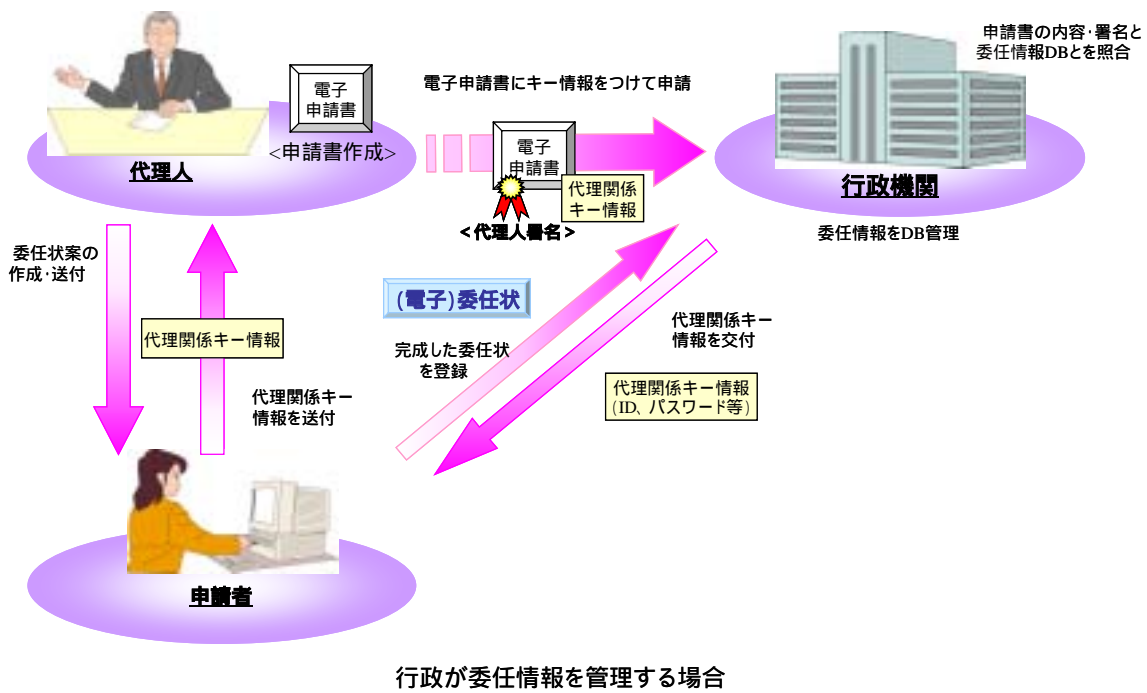 申請書の内容・署名と
委任情報DBとを照合
電子申請書にキー情報をつけて申請
電子
申請書
<申請書作成>
電子
申請書
代理人
代理関係
キー情報
行政機関
<代理人署名>
委任情報をDB管理
委任状案の
作成・送付
(電子)委任状
代理関係キー情報
代理関係キー
情報を交付
完成した委任状
を登録
代理関係キー情報
(ID、パスワード等)
代理関係キー
情報を送付
申請者
行政が委任情報を管理する場合